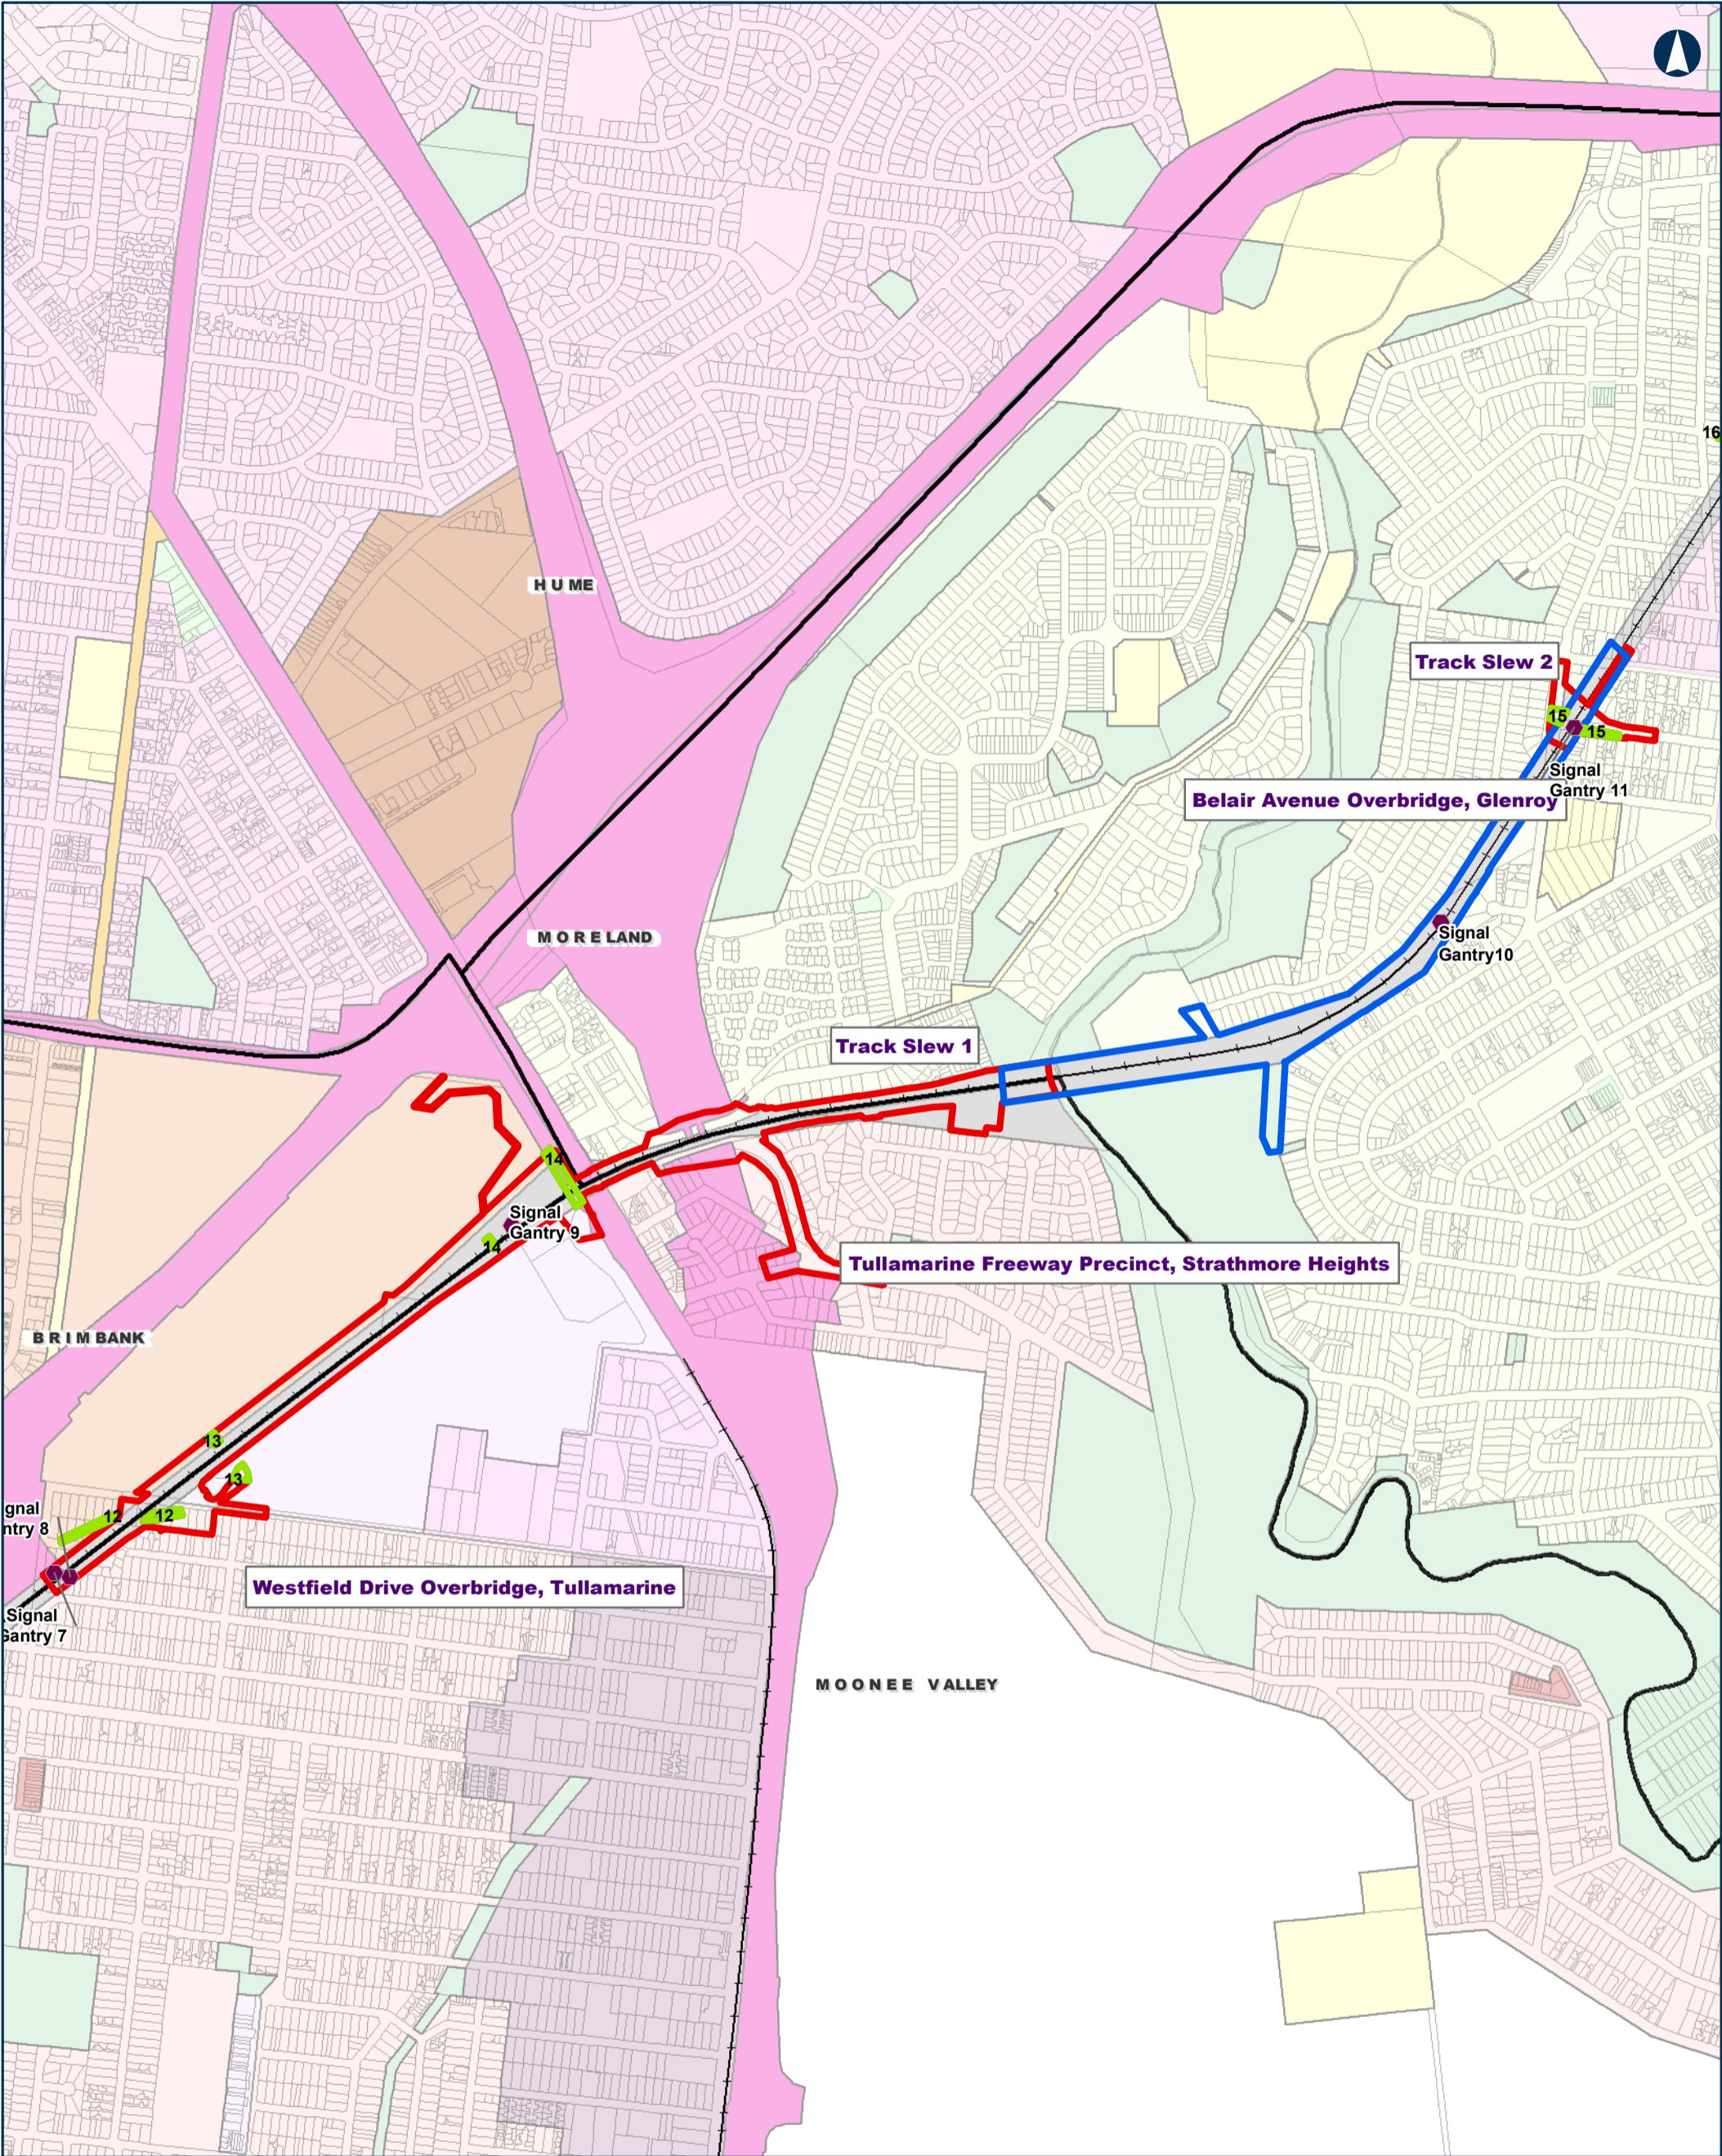 16
HUME
Track Slew 2
15
15
Signal
Gantry 11
Belair Avenue Overbridge, Glenroy
Signal
Gantry10
MORELAND
Track Slew 1
14
Signal
Gantry 9
14
Tullamarine Freeway Precinct, Strathmore Heights
BRIMBANK
13
13
12
12
gnal
ntry 8
Westfield Drive Overbridge, Tullamarine
Signal
Gantry 7
MOONEE VALLEY